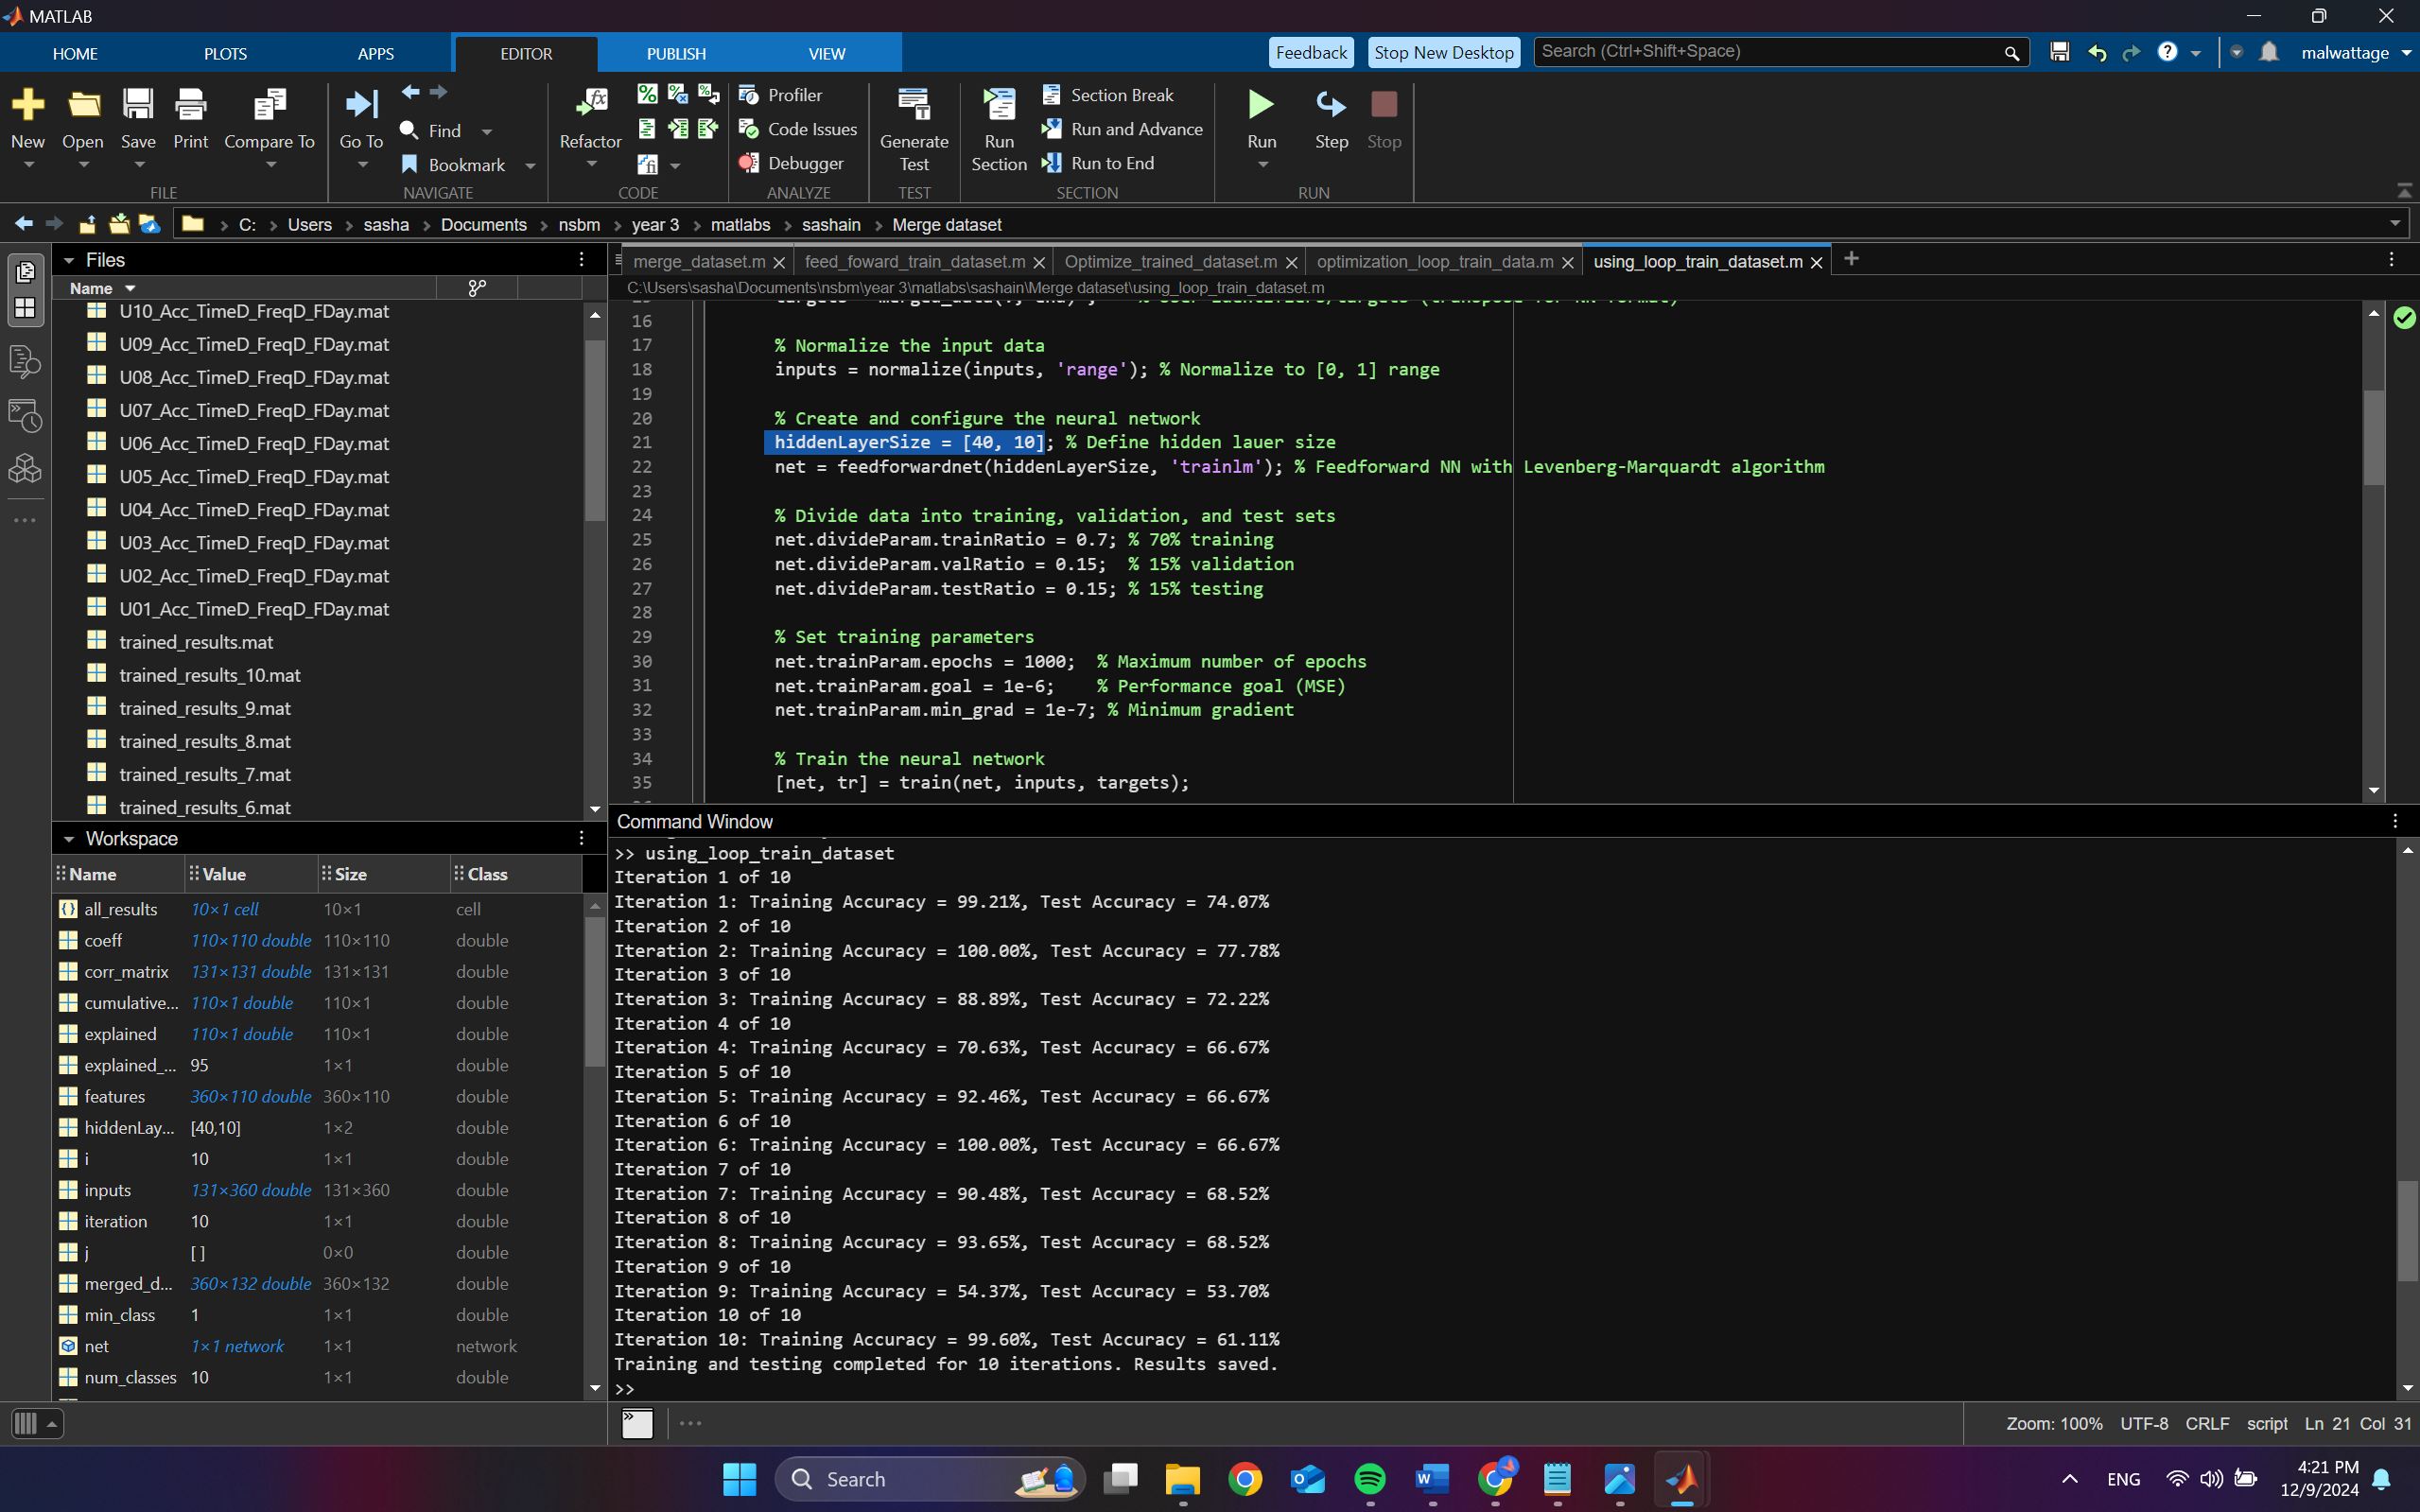 MATLAB
HOME PLOTS APPS EDITOR PUBLISH VIEW Feedback Stop New Desktop Search (Ctrl+Shift+Space) malwattage
New Open Save Print Compare To
FILE
Go To Find Bookmark
NAVIGATE
Refactor
CODE
Profiler
Code Issues
Debugger
ANALYZE
Generate Test
TEST
Run Section
Section Break
Run and Advance
Run to End
SECTION
Run Step Stop
RUN
C: Users sasha Documents nsbm year 3 matlabs sashain Merge dataset
Files
Name
U10_Acc_TimeD_FreqD_FDay.mat
U09_Acc_TimeD_FreqD_FDay.mat
U08_Acc_TimeD_FreqD_FDay.mat
U07_Acc_TimeD_FreqD_FDay.mat
U06_Acc_TimeD_FreqD_FDay.mat
U05_Acc_TimeD_FreqD_FDay.mat
U04_Acc_TimeD_FreqD_FDay.mat
U03_Acc_TimeD_FreqD_FDay.mat
U02_Acc_TimeD_FreqD_FDay.mat
U01_Acc_TimeD_FreqD_FDay.mat
trained_results.mat
trained_results_10.mat
trained_results_9.mat
trained_results_8.mat
trained_results_7.mat
trained_results_6.mat
Workspace
Name Value Size Class
all_results 10×1 cell 10×1 cell
coeff 110×110 double 110×110 double
corr_matrix 131×131 double 131×131 double
cumulative... 110×1 double 110×1 double
explained 110×1 double 110×1 double
explained_... 95 1×1 double
features 360×110 double 360×110 double
hiddenLay... [40,10] 1×2 double
i 10 1×1 double
inputs 131×360 double 131×360 double
iteration 10 1×1 double
j [ ] 0×0 double
merged_d... 360×132 double 360×132 double
min_class 1 1×1 double
net 1×1 network 1×1 network
num_classes 10 1×1 double
merge_dataset.m feed_foward_train_dataset.m Optimize_trained_dataset.m optimization_loop_train_data.m using_loop_train_dataset.m
C:\Users\sasha\Documents\nsbm\year 3\matlabs\sashain\Merge dataset\using_loop_train_dataset.m
16
17 % Normalize the input data
18 inputs = normalize(inputs, 'range'); % Normalize to [0, 1] range
19
20 % Create and configure the neural network
21 hiddenLayerSize = [40, 10]; % Define hidden lauer size
22 net = feedforwardnet(hiddenLayerSize, 'trainlm'); % Feedforward NN with Levenberg-Marquardt algorithm
23
24 % Divide data into training, validation, and test sets
25 net.divideParam.trainRatio = 0.7; % 70% training
26 net.divideParam.valRatio = 0.15; % 15% validation
27 net.divideParam.testRatio = 0.15; % 15% testing
28
29 % Set training parameters
30 net.trainParam.epochs = 1000; % Maximum number of epochs
31 net.trainParam.goal = 1e-6; % Performance goal (MSE)
32 net.trainParam.min_grad = 1e-7; % Minimum gradient
33
34 % Train the neural network
35 [net, tr] = train(net, inputs, targets);
Command Window
>> using_loop_train_dataset
Iteration 1 of 10
Iteration 1: Training Accuracy = 99.21%, Test Accuracy = 74.07%
Iteration 2 of 10
Iteration 2: Training Accuracy = 100.00%, Test Accuracy = 77.78%
Iteration 3 of 10
Iteration 3: Training Accuracy = 88.89%, Test Accuracy = 72.22%
Iteration 4 of 10
Iteration 4: Training Accuracy = 70.63%, Test Accuracy = 66.67%
Iteration 5 of 10
Iteration 5: Training Accuracy = 92.46%, Test Accuracy = 66.67%
Iteration 6 of 10
Iteration 6: Training Accuracy = 100.00%, Test Accuracy = 66.67%
Iteration 7 of 10
Iteration 7: Training Accuracy = 90.48%, Test Accuracy = 68.52%
Iteration 8 of 10
Iteration 8: Training Accuracy = 93.65%, Test Accuracy = 68.52%
Iteration 9 of 10
Iteration 9: Training Accuracy = 54.37%, Test Accuracy = 53.70%
Iteration 10 of 10
Iteration 10: Training Accuracy = 99.60%, Test Accuracy = 61.11%
Training and testing completed for 10 iterations. Results saved.
>>
Zoom: 100% UTF-8 CRLF script Ln 21 Col 31
Search
ENG
4:21 PM
12/9/2024